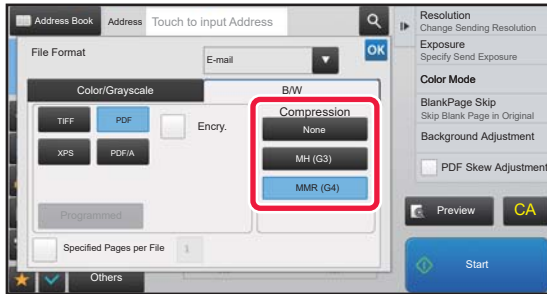 Address Book Address Touch to input Address
File Format
E-mail
OK
Color/Grayscale B/W
TIFF PDF Encry.
XPS PDF/A
Programmed
Compression
None
MH (G3)
MMR (G4)
Specified Pages per File 1
Others
Resolution
Change Sending Resolution
Exposure
Specify Send Exposure
Color Mode
BlankPage Skip
Skip Blank Page in Original
Background Adjustment
PDF Skew Adjustment
Preview CA
Start